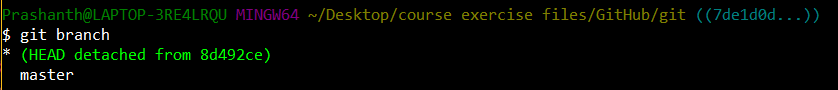 Prashanth@LAPTOP-3RE4LRQU MINGW64 ~/Desktop/course exercise files/GitHub/git ((7de1d0d...))
$ git branch
* (HEAD detached from 8d492ce)
  master